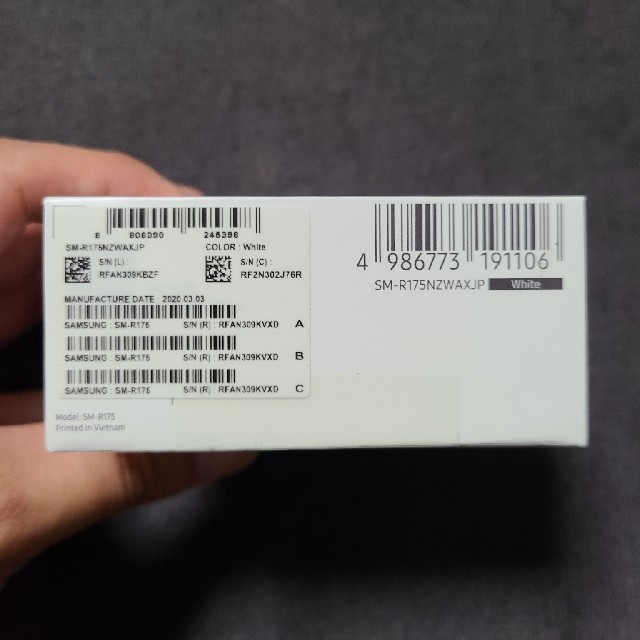 8 806090 246396
SM-R175NZWAXJP COLOR : White
S/N (L) : RFAN309KBZF
S/N (C) : RF2N302J76R
MANUFACTURE DATE 2020.03.03
SAMSUNG : SM-R175 S/N (R) : RFAN309KVXD A
SAMSUNG : SM-R175 S/N (R) : RFAN309KVXD B
SAMSUNG : SM-R175 S/N (R) : RFAN309KVXD C
Model: SM-R175
Printed in Vietnam
4 986773 191106
SM-R175NZWAXJP White